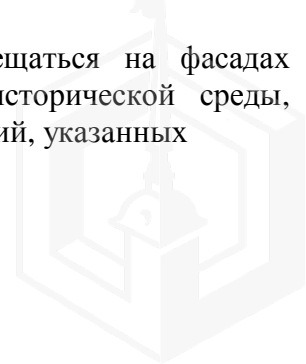 ещаться на фасадах
исторической среды,
ий, указанных